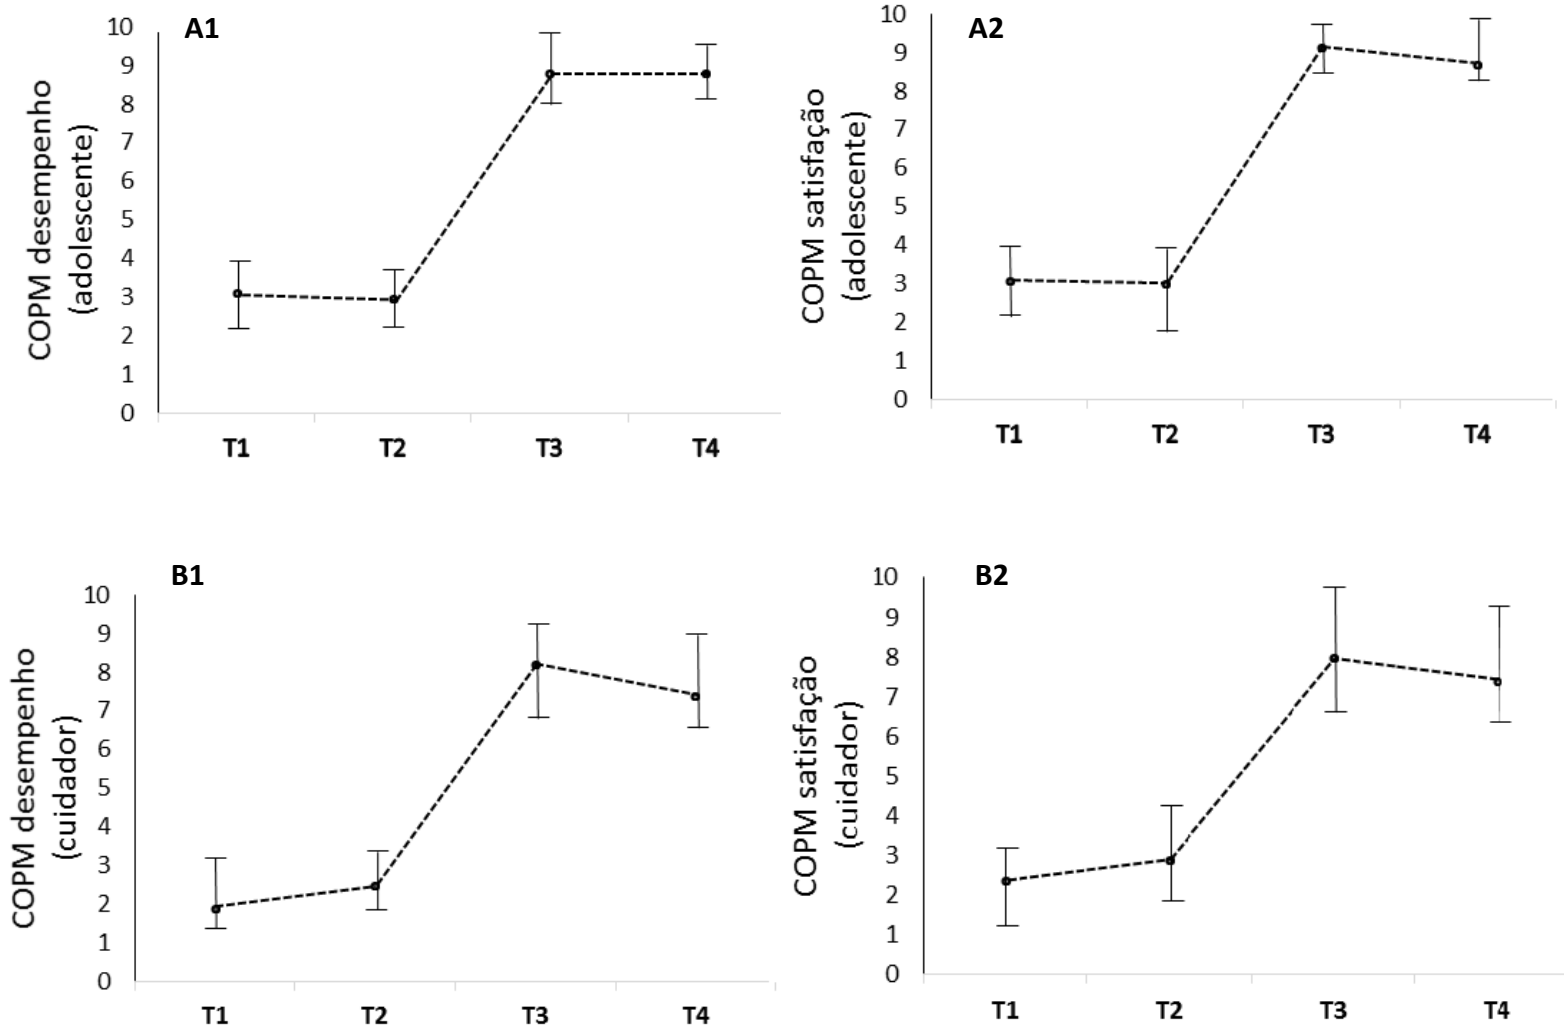 A1
COPM desempenho
(adolescente)
10
9
8
7
6
5
4
3
2
1
0
T1 T2 T3 T4
A2
COPM satisfação
(adolescente)
10
9
8
7
6
5
4
3
2
1
0
T1 T2 T3 T4
B1
COPM desempenho
(cuidador)
10
9
8
7
6
5
4
3
2
1
0
T1 T2 T3 T4
B2
COPM satisfação
(cuidador)
10
9
8
7
6
5
4
3
2
1
0
T1 T2 T3 T4